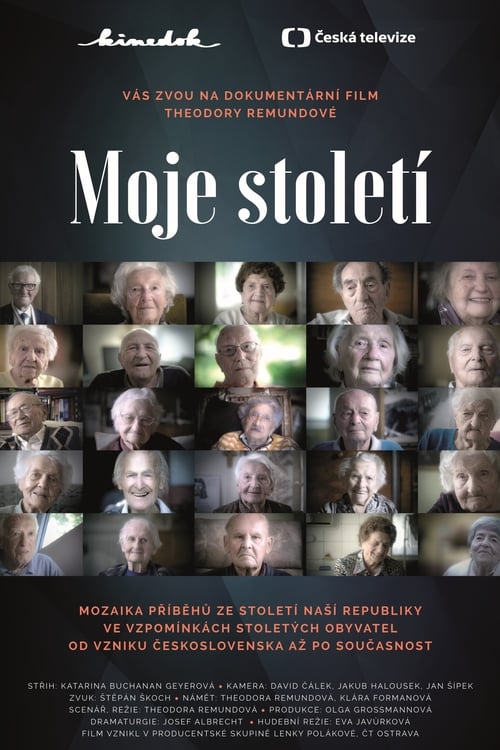 kinedok
Česká televize
VÁS ZVOU NA DOKUMENTÁRNÍ FILM
THEODORY REMUNDOVÉ
Moje století
MOZAIKA PŘÍBĚHŮ ZE STOLETÍ NAŠÍ REPUBLIKY
VE VZPOMÍNKÁCH STOLETÝCH OBYVATEL
OD VZNIKU ČESKOSLOVENSKA AŽ PO SOUČASNOST
STŘIH: KATARINA BUCHANAN GEYEROVÁ • KAMERA: DAVID ČÁLEK, JAKUB HALOUSEK, JAN ŠÍPEK
ZVUK: ŠTĚPÁN ŠKOCH • NÁMĚT: THEODORA REMUNDOVÁ, KLÁRA FORMANOVÁ
SCENÁŘ, REŽIE: THEODORA REMUNDOVÁ • PRODUKCE: OLGA GROSSMANNOVÁ
DRAMATURGIE: JOSEF ALBRECHT • HUDEBNÍ REŽIE: EVA JAVŮRKOVÁ
FILM VZNIKL V PRODUCENTSKÉ SKUPINĚ LENKY POLÁKOVÉ, ČT OSTRAVA